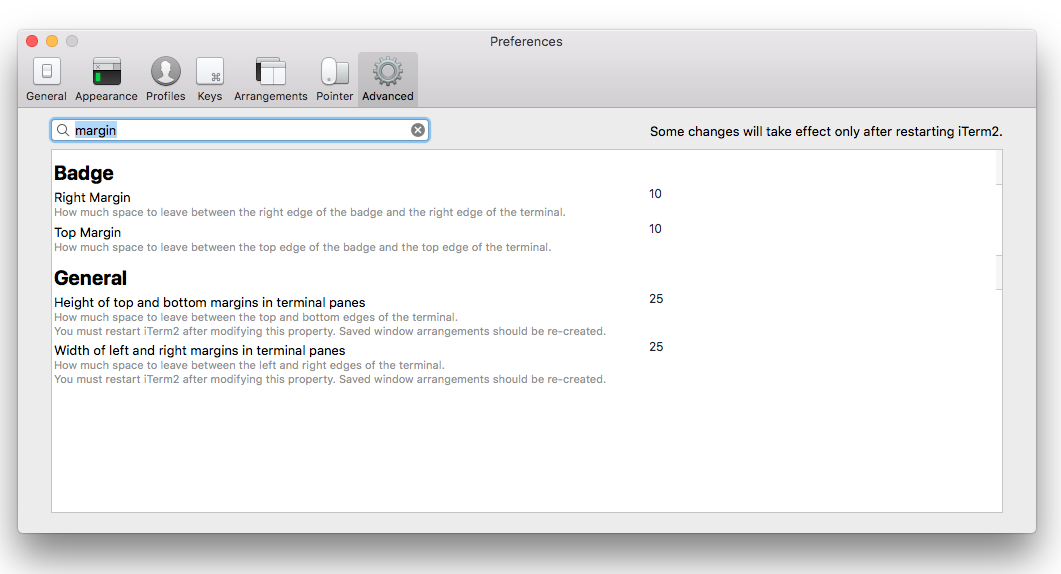 Preferences
General Appearance Profiles Keys Arrangements Pointer Advanced
margin
Some changes will take effect only after restarting iTerm2.
Badge
Right Margin 10
How much space to leave between the right edge of the badge and the right edge of the terminal.
Top Margin 10
How much space to leave between the top edge of the badge and the top edge of the terminal.
General
Height of top and bottom margins in terminal panes 25
How much space to leave between the top and bottom edges of the terminal.
You must restart iTerm2 after modifying this property. Saved window arrangements should be re-created.
Width of left and right margins in terminal panes 25
How much space to leave between the left and right edges of the terminal.
You must restart iTerm2 after modifying this property. Saved window arrangements should be re-created.